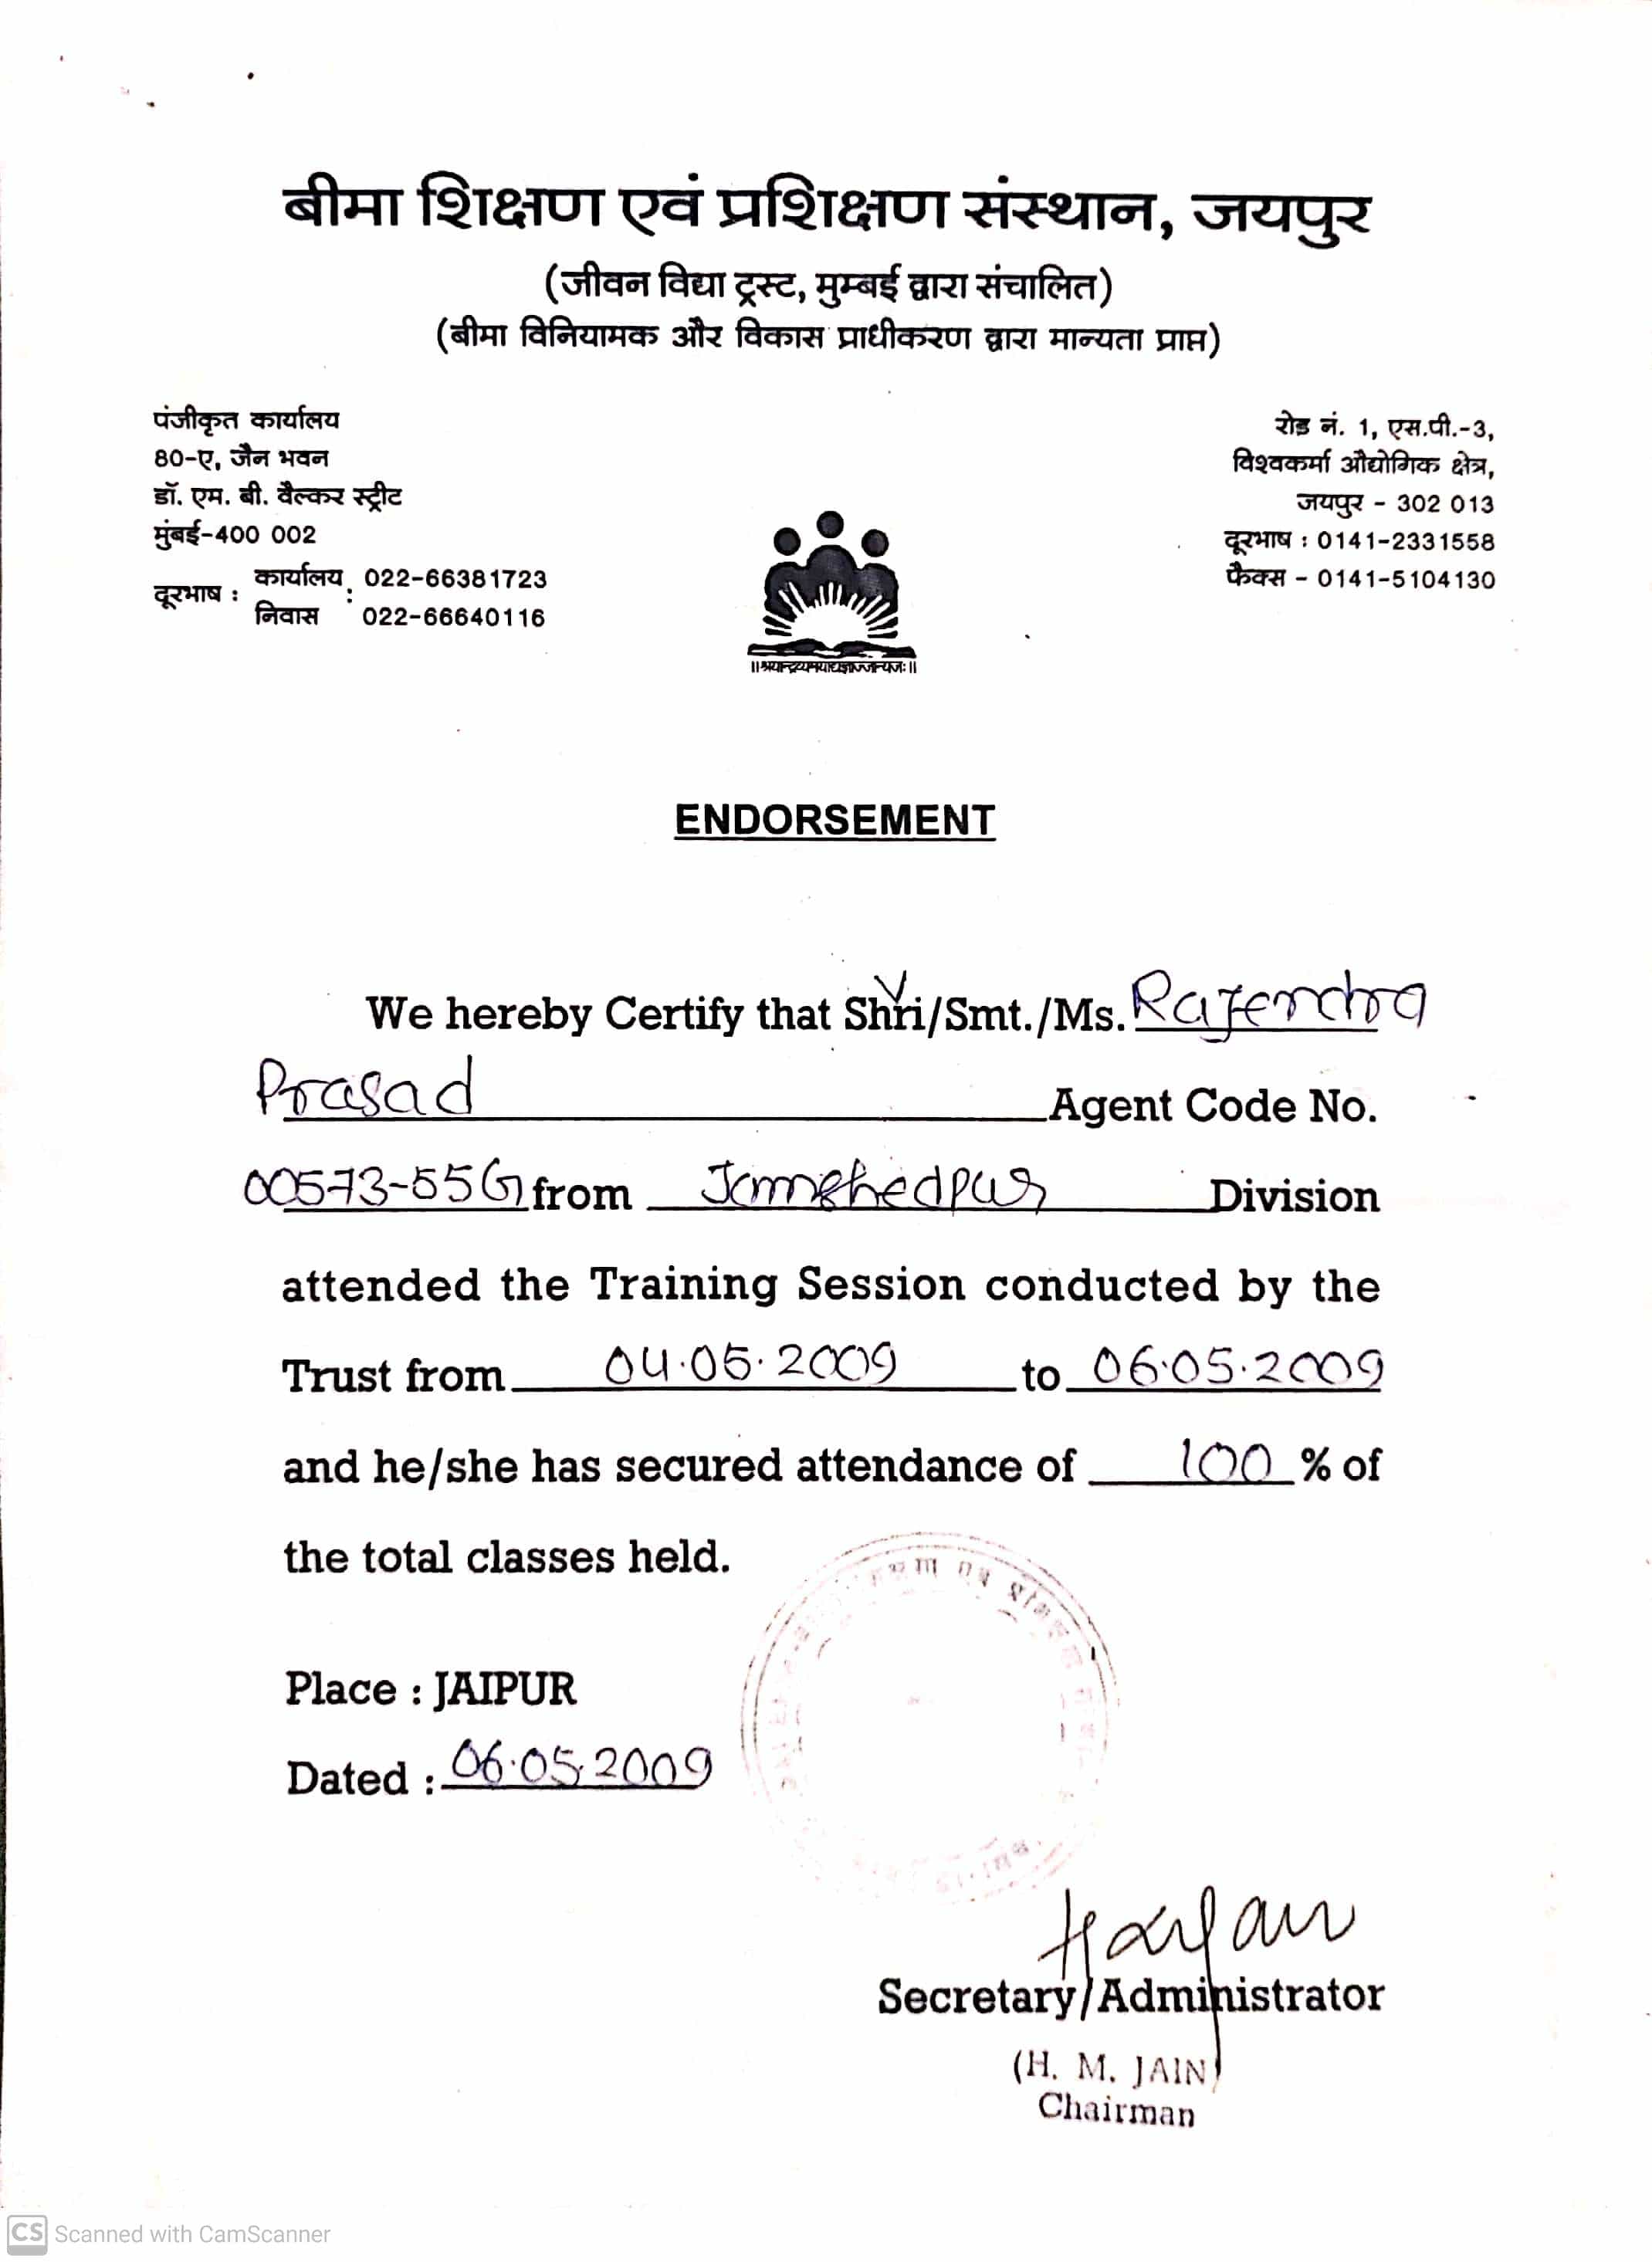 बीमा शिक्षण एवं प्रशिक्षण संस्थान, जयपुर
(जीवन विद्या ट्रस्ट, मुम्बई द्वारा संचालित)
(बीमा विनियामक और विकास प्राधीकरण द्वारा मान्यता प्राप्त)
पंजीकृत कार्यालय
80-ए, जैन भवन
डॉ. एम. बी. वैल्कर स्ट्रीट
मुंबई-400 002
दूरभाष : कार्यालय : 022-66381723
निवास 022-66640116
रोड नं. 1, एस.पी.-3,
विश्वकर्मा औद्योगिक क्षेत्र,
जयपुर - 302 013
दूरभाष : 0141-2331558
फैक्स - 0141-5104130
ENDORSEMENT
We hereby Certify that Shri/Smt./Ms. Rajendra
Prasad Agent Code No.
00573-55G from Jamshedpur Division
attended the Training Session conducted by the
Trust from 04.05.2009 to 06.05.2009
and he/she has secured attendance of 100 % of
the total classes held.
Place : JAIPUR
Dated : 06.05.2009
Secretary/Administrator
(H. M. JAIN)
Chairman
CS Scanned with CamScanner